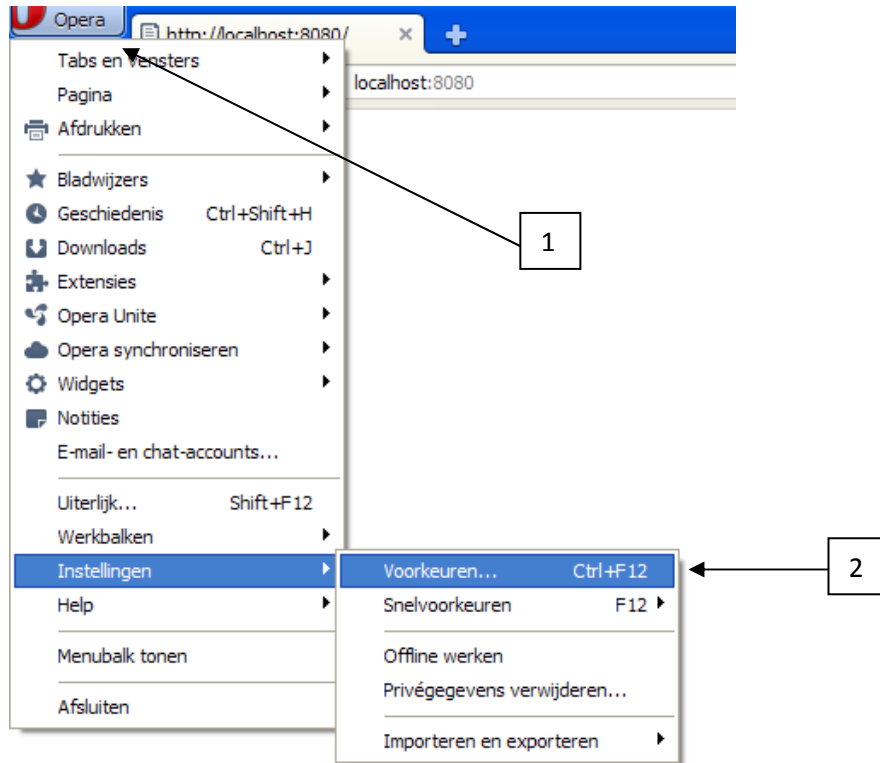 Opera
http://localhost:8080/
Tabs en vensters
localhost:8080
Pagina
Afdrukken
Bladwijzers
Geschiedenis Ctrl+Shift+H
1
Downloads Ctrl+J
Extensies
Opera Unite
Opera synchroniseren
Widgets
Notities
E-mail- en chat-accounts...
Uiterlijk... Shift+F12
Werkbalken
Instellingen
Voorkeuren... Ctrl+F12
2
Help
Snelvoorkeuren F12
Menubalk tonen
Offline werken
Privégegevens verwijderen...
Afsluiten
Importeren en exporteren